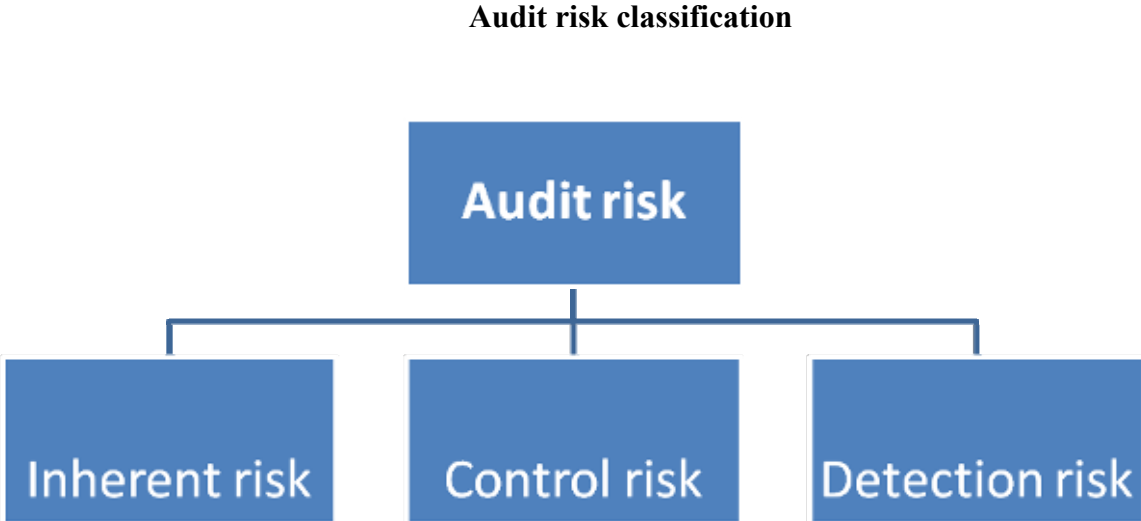 Audit risk classification
Audit risk
Inherent risk
Control risk
Detection risk